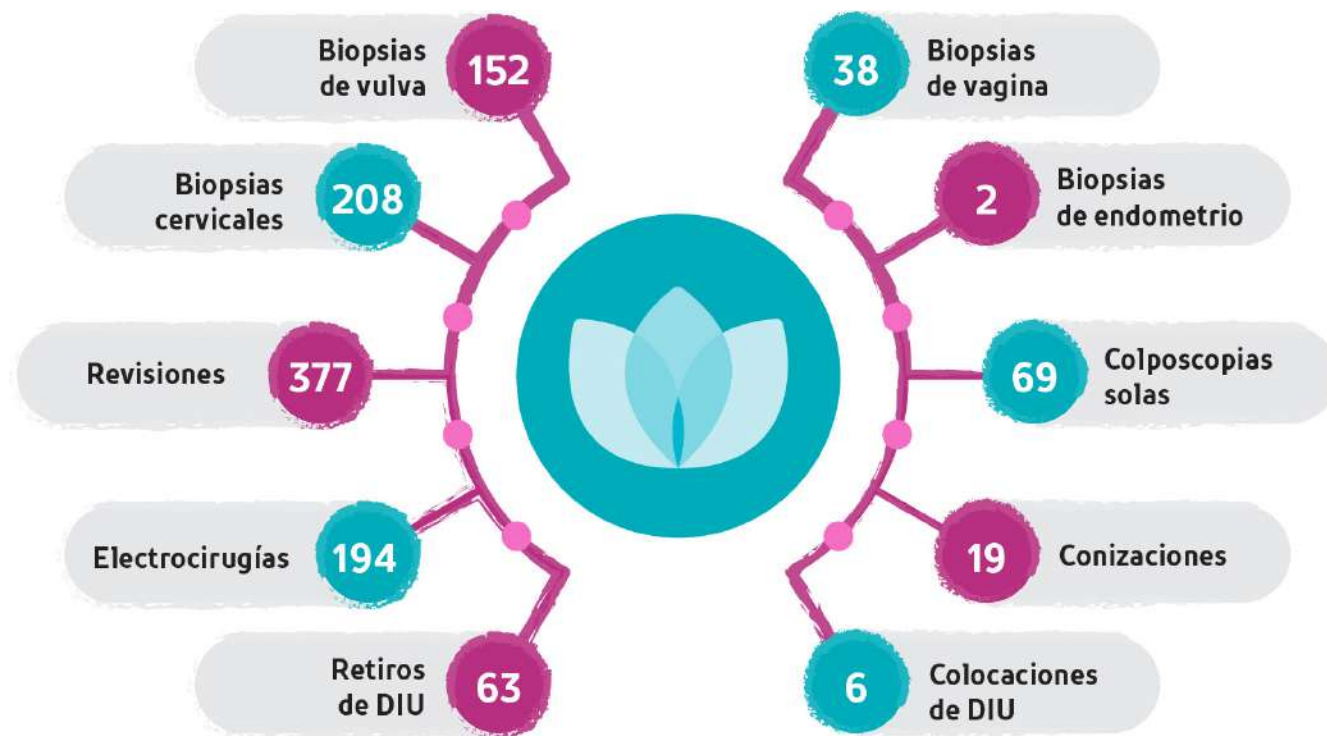 Biopsias
de vulva
152
Biopsias
cervicales
208
Revisiones
377
Electrocirugías
194
Retiros
de DIU
63
38
Biopsias
de vagina
2
Biopsias
de endometrio
69
Colposcopias
solas
19
Conizaciones
6
Colocaciones
de DIU